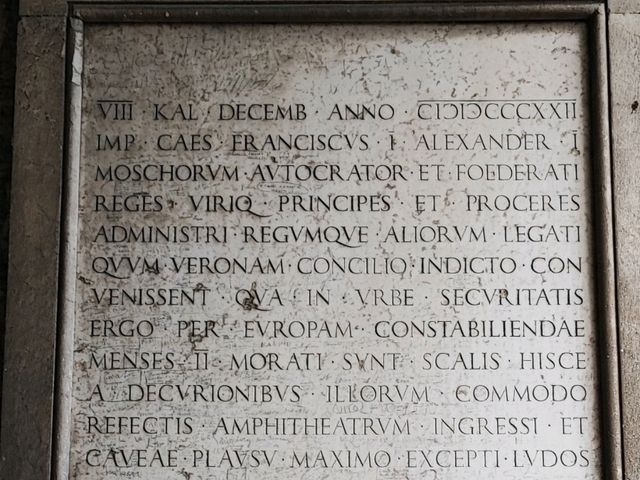 VIII · KAL · DECEMB · ANNO · CIƆIƆCCCXXII
IMP · CAES · FRANCISCVS · I · ALEXANDER · I
MOSCHORVM · AVTOCRATOR · ET · FOEDERATI
REGES · VIRIQ · PRINCIPES · ET · PROCERES
ADMINISTRI · REGVMQVE · ALIORVM · LEGATI
QVVM · VERONAM · CONCILIO · INDICTO · CON
VENISSENT · QVA · IN · VRBE · SECVRITATIS
ERGO · PER · EVROPAM · CONSTABILIENDAE
MENSES · II · MORATI · SVNT · SCALIS · HISCE
A · DECVRIONIBVS · ILLORVM · COMMODO
REFECTIS · AMPHITHEATRVM · INGRESSI · ET
CAVEAE · PLAVSV · MAXIMO · EXCEPTI · LVDOS